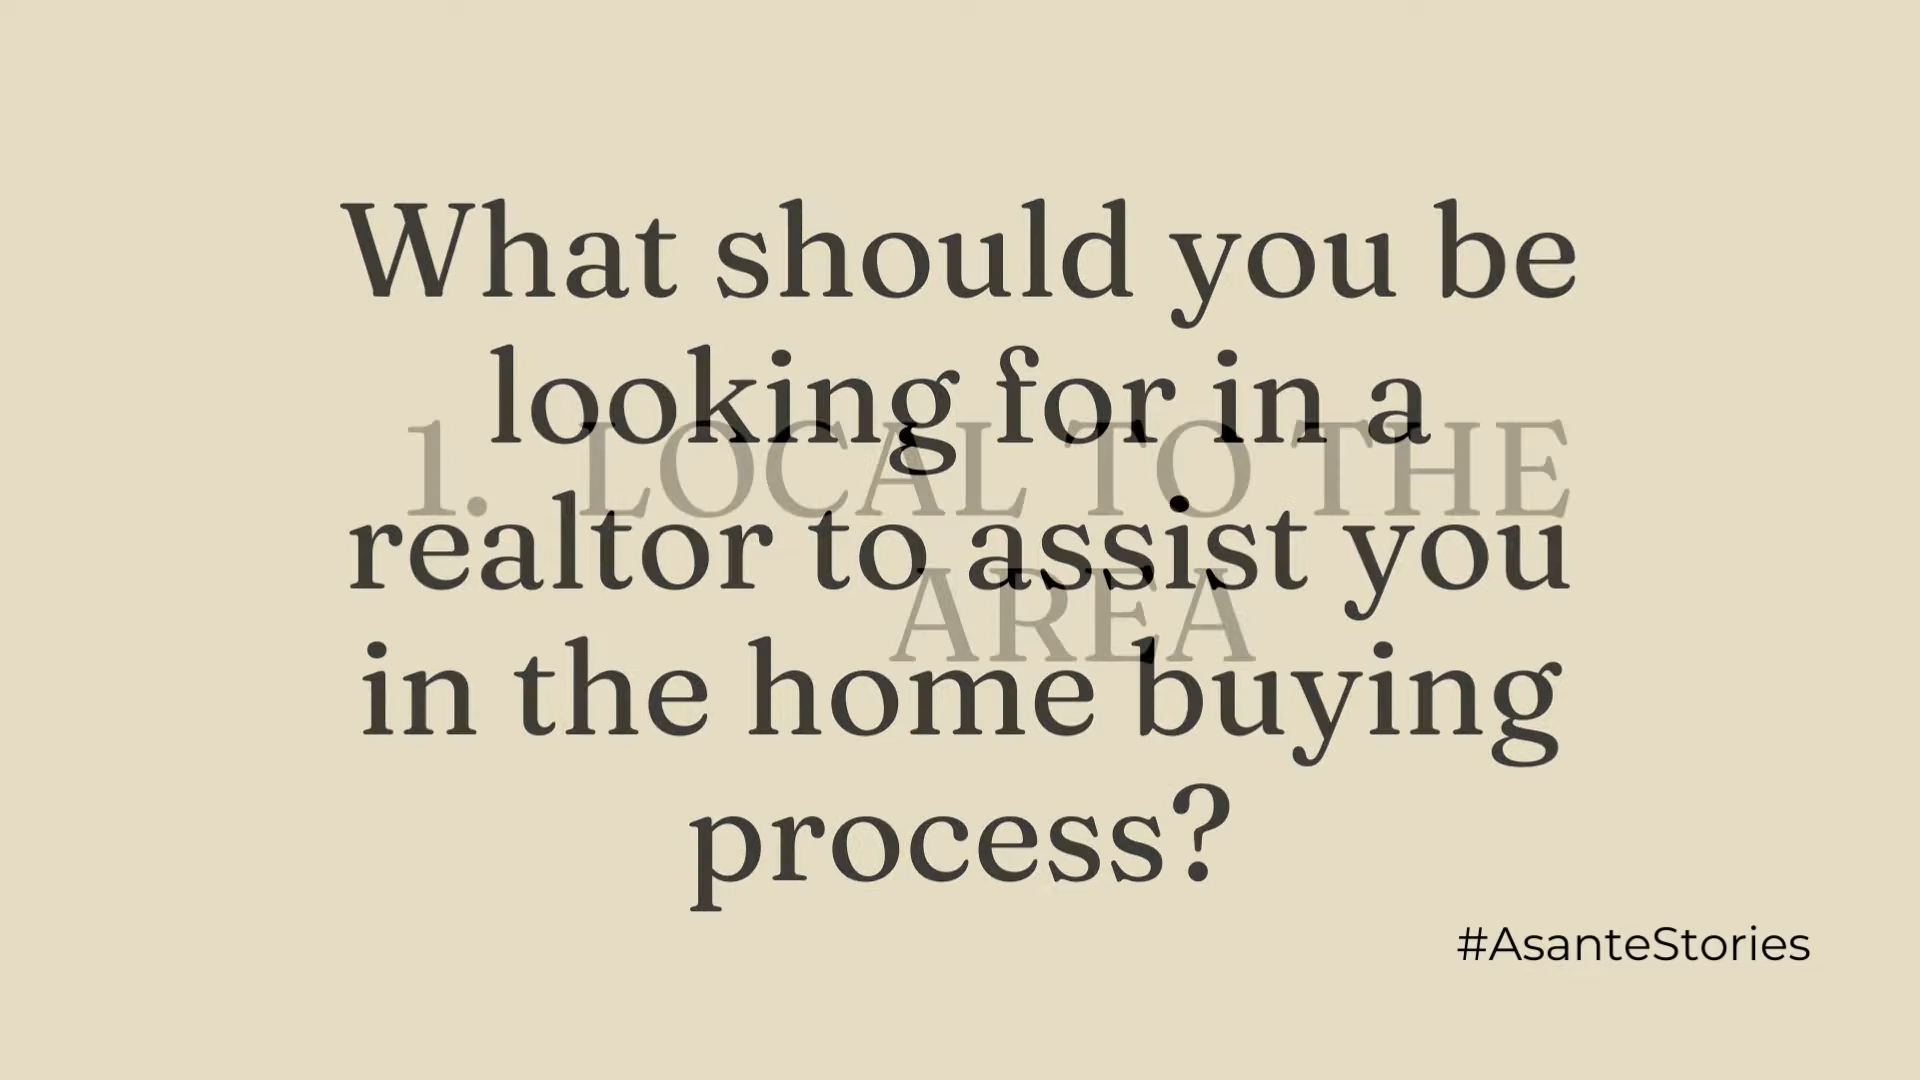 What should you be
looking for in a
1. LOCAL TO THE
realtor to assist you
AREA
in the home buying
process?
#AsanteStories